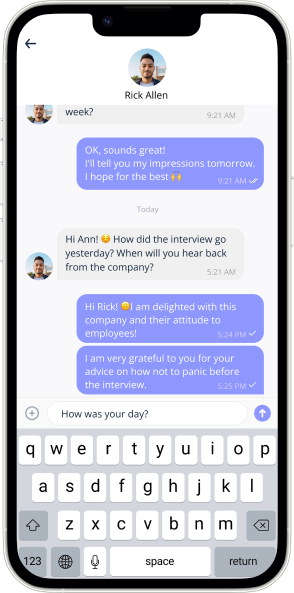 Rick Allen
week?
9:21 AM
OK, sounds great!
I'll tell you my impressions tomorrow.
I hope for the best 🙌
9:21 AM
Today
Hi Ann! 😌 How did the interview go
yesterday? When will you hear back
from the company?
5:21 AM
Hi Rick! 😊I am delighted with this
company and their attitude to
employees!
5:24 PM
I am very grateful to you for your
advice on how not to panic before
the interview.
5:25 PM
How was your day?
q w e r t y u i o p
a s d f g h j k l
z x c v b n m
123 space return